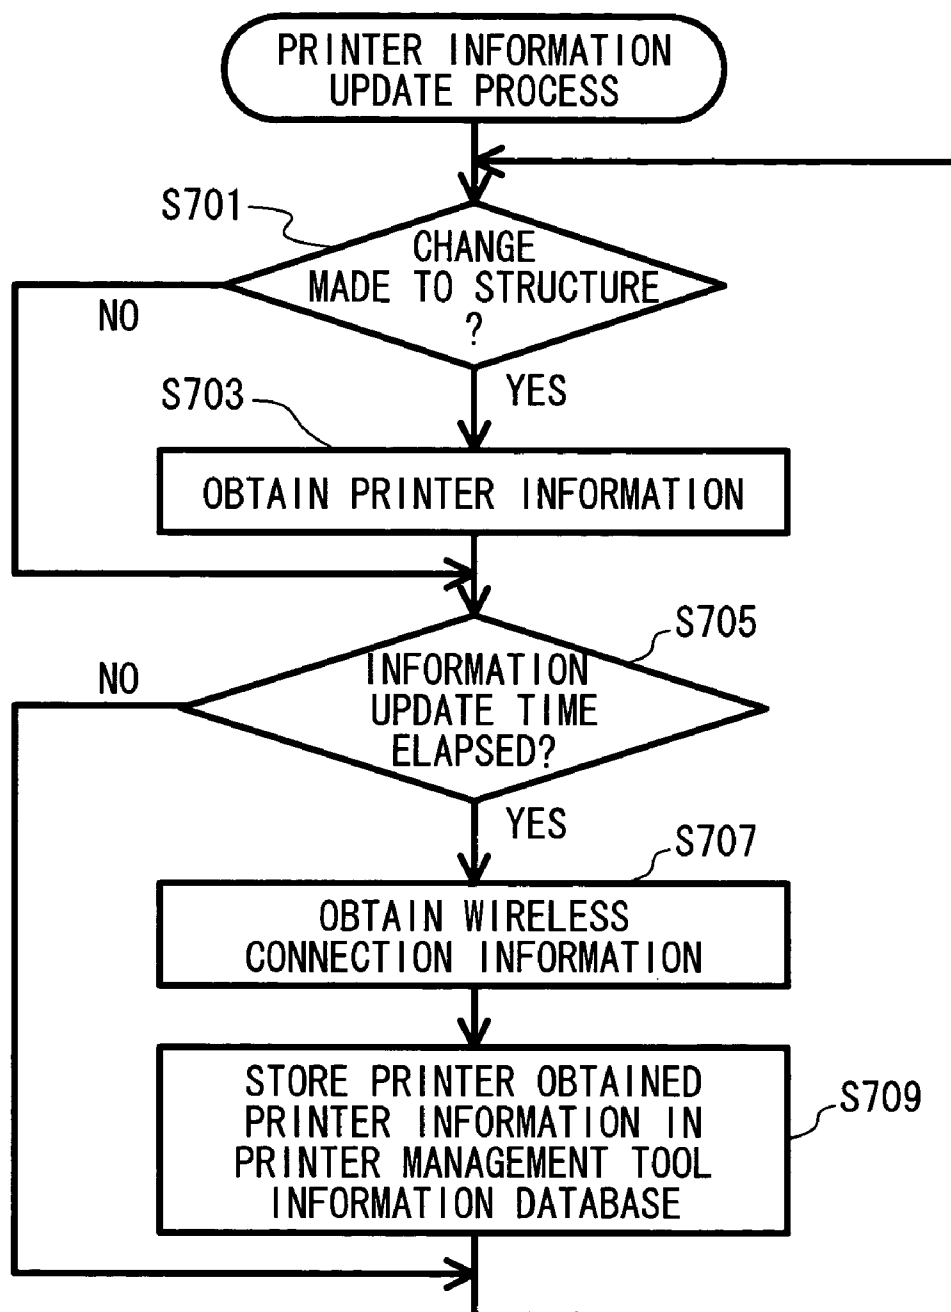 PRINTER INFORMATION
UPDATE PROCESS
S701
CHANGE
MADE TO STRUCTURE
?
NO
YES
S703
OBTAIN PRINTER INFORMATION
S705
NO
INFORMATION
UPDATE TIME
ELAPSED?
YES
S707
OBTAIN WIRELESS
CONNECTION INFORMATION
STORE PRINTER OBTAINED
PRINTER INFORMATION IN
PRINTER MANAGEMENT TOOL
INFORMATION DATABASE
S709